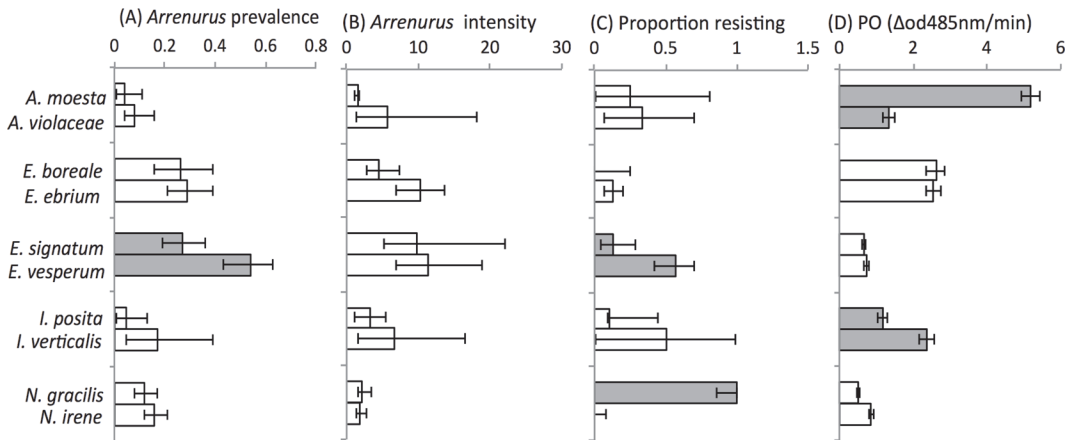 (A) Arrenurus prevalence (B) Arrenurus intensity (C) Proportion resisting (D) PO (Δod485nm/min)
0 0.2 0.4 0.6 0.8 0 10 20 30 0 0.5 1 1.5 0 2 4 6
A. moesta
A. violaceae
E. boreale
E. ebrium
E. signatum
E. vesperum
I. posita
I. verticalis
N. gracilis
N. irene